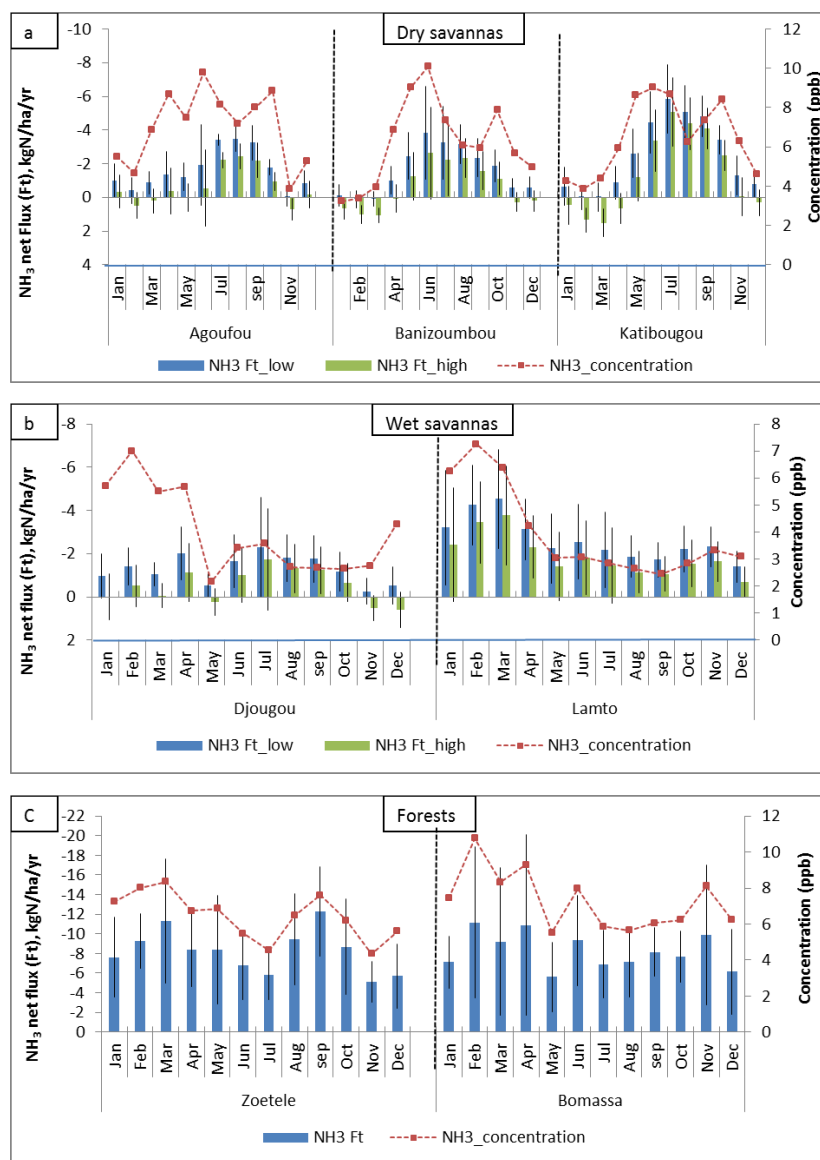 a
Dry savannas
NH3 net Flux (Ft), kgN/ha/yr
-10
-8
-6
-4
-2
0
2
4
12
10
8
6
4
2
0
Concentration (ppb)
Jan
Mar
May
Jul
sep
Nov
Feb
Apr
Jun
Aug
Oct
Dec
Jan
Mar
May
Jul
sep
Nov
Agoufou
Banizoumbou
Katibougou
NH3 Ft_low
NH3 Ft_high
NH3_concentration
b
Wet savannas
NH3 net flux (Ft), kgN/ha/yr
-8
-6
-4
-2
0
2
8
7
6
5
4
3
2
1
0
Concentration (ppb)
Jan
Feb
Mar
Apr
May
Jun
Jul
Aug
sep
Oct
Nov
Dec
Jan
Feb
Mar
Apr
May
Jun
Jul
Aug
sep
Oct
Nov
Dec
Djougou
Lamto
NH3 Ft_low
NH3 Ft_high
NH3_concentration
C
Forests
NH3 net flux (Ft), kgN/ha/yr
-22
-20
-18
-16
-14
-12
-10
-8
-6
-4
-2
0
12
10
8
6
4
2
0
Concentration (ppb)
Jan
Feb
Mar
Apr
May
Jun
Jul
Aug
sep
Oct
Nov
Dec
Jan
Feb
Mar
Apr
May
Jun
Jul
Aug
sep
Oct
Nov
Dec
Zoetele
Bomassa
NH3 Ft
NH3_concentration